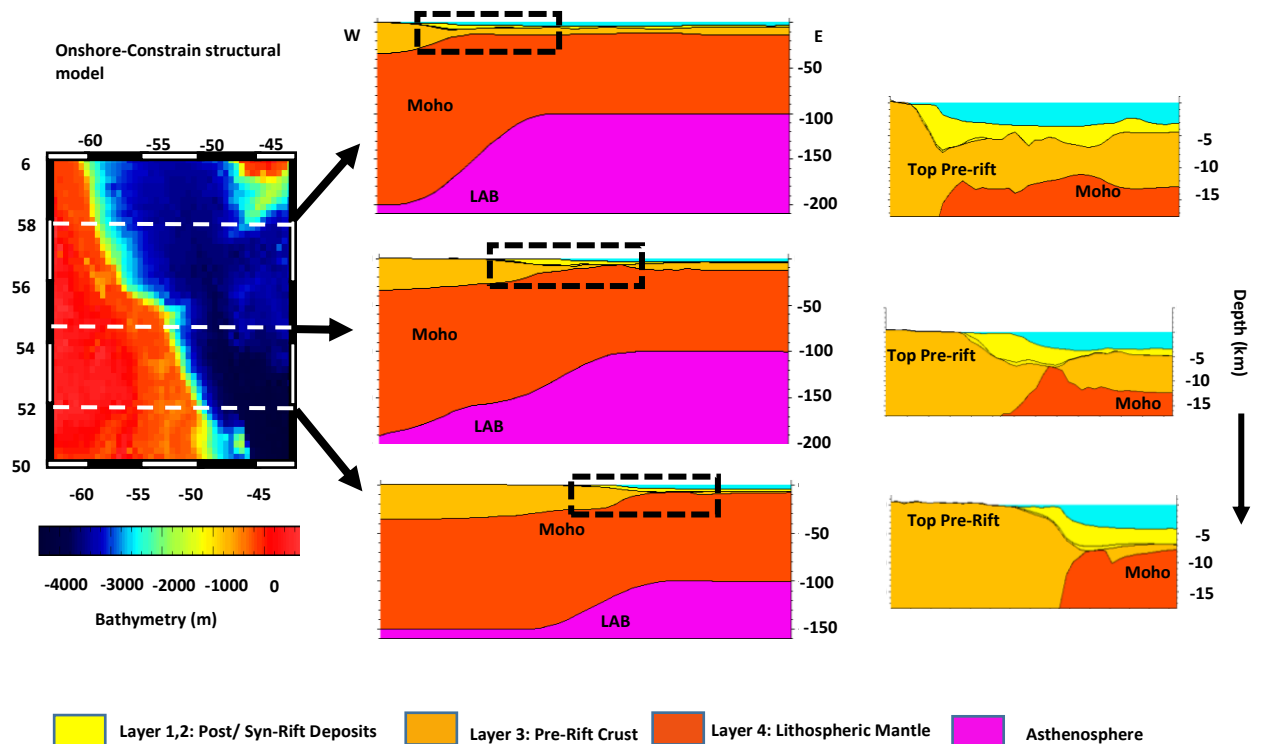 Onshore-Constrain structural
model
-60 -55 -50 -45
6
58
56
54
52
50
-60 -55 -50 -45
-4000 -3000 -2000 -1000 0
Bathymetry (m)
W
E
Moho
LAB
-50
-100
-150
-200
Moho
LAB
-50
-100
-150
-200
Moho
LAB
-50
-100
-150
Top Pre-rift
Moho
-5
-10
-15
Top Pre-rift
Moho
-5
-10
-15
Top Pre-Rift
Moho
-5
-10
-15
Depth (km)
Layer 1,2: Post/ Syn-Rift Deposits
Layer 3: Pre-Rift Crust
Layer 4: Lithospheric Mantle
Asthenosphere